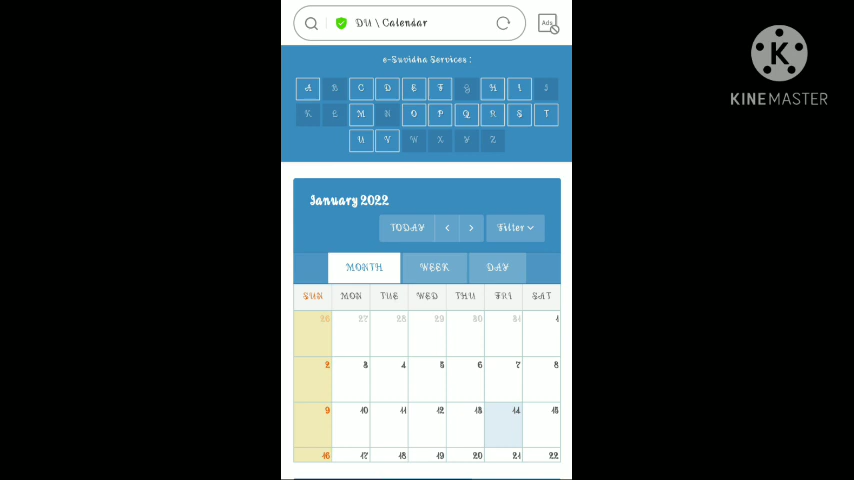 DU \ Calendar
Ads
K
KINEMASTER
e-Suvidha Services :
A B C D E F G H I J
K L M N O P Q R S T
U V W X Y Z
January 2022
TODAY < > Filter
MONTH WEEK DAY
SUN MON TUE WED THU FRI SAT
26 27 28 29 30 31 1
2 3 4 5 6 7 8
9 10 11 12 13 14 15
16 17 18 19 20 21 22